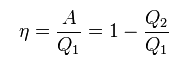 η = A/Q₁ = 1 − Q₂/Q₁